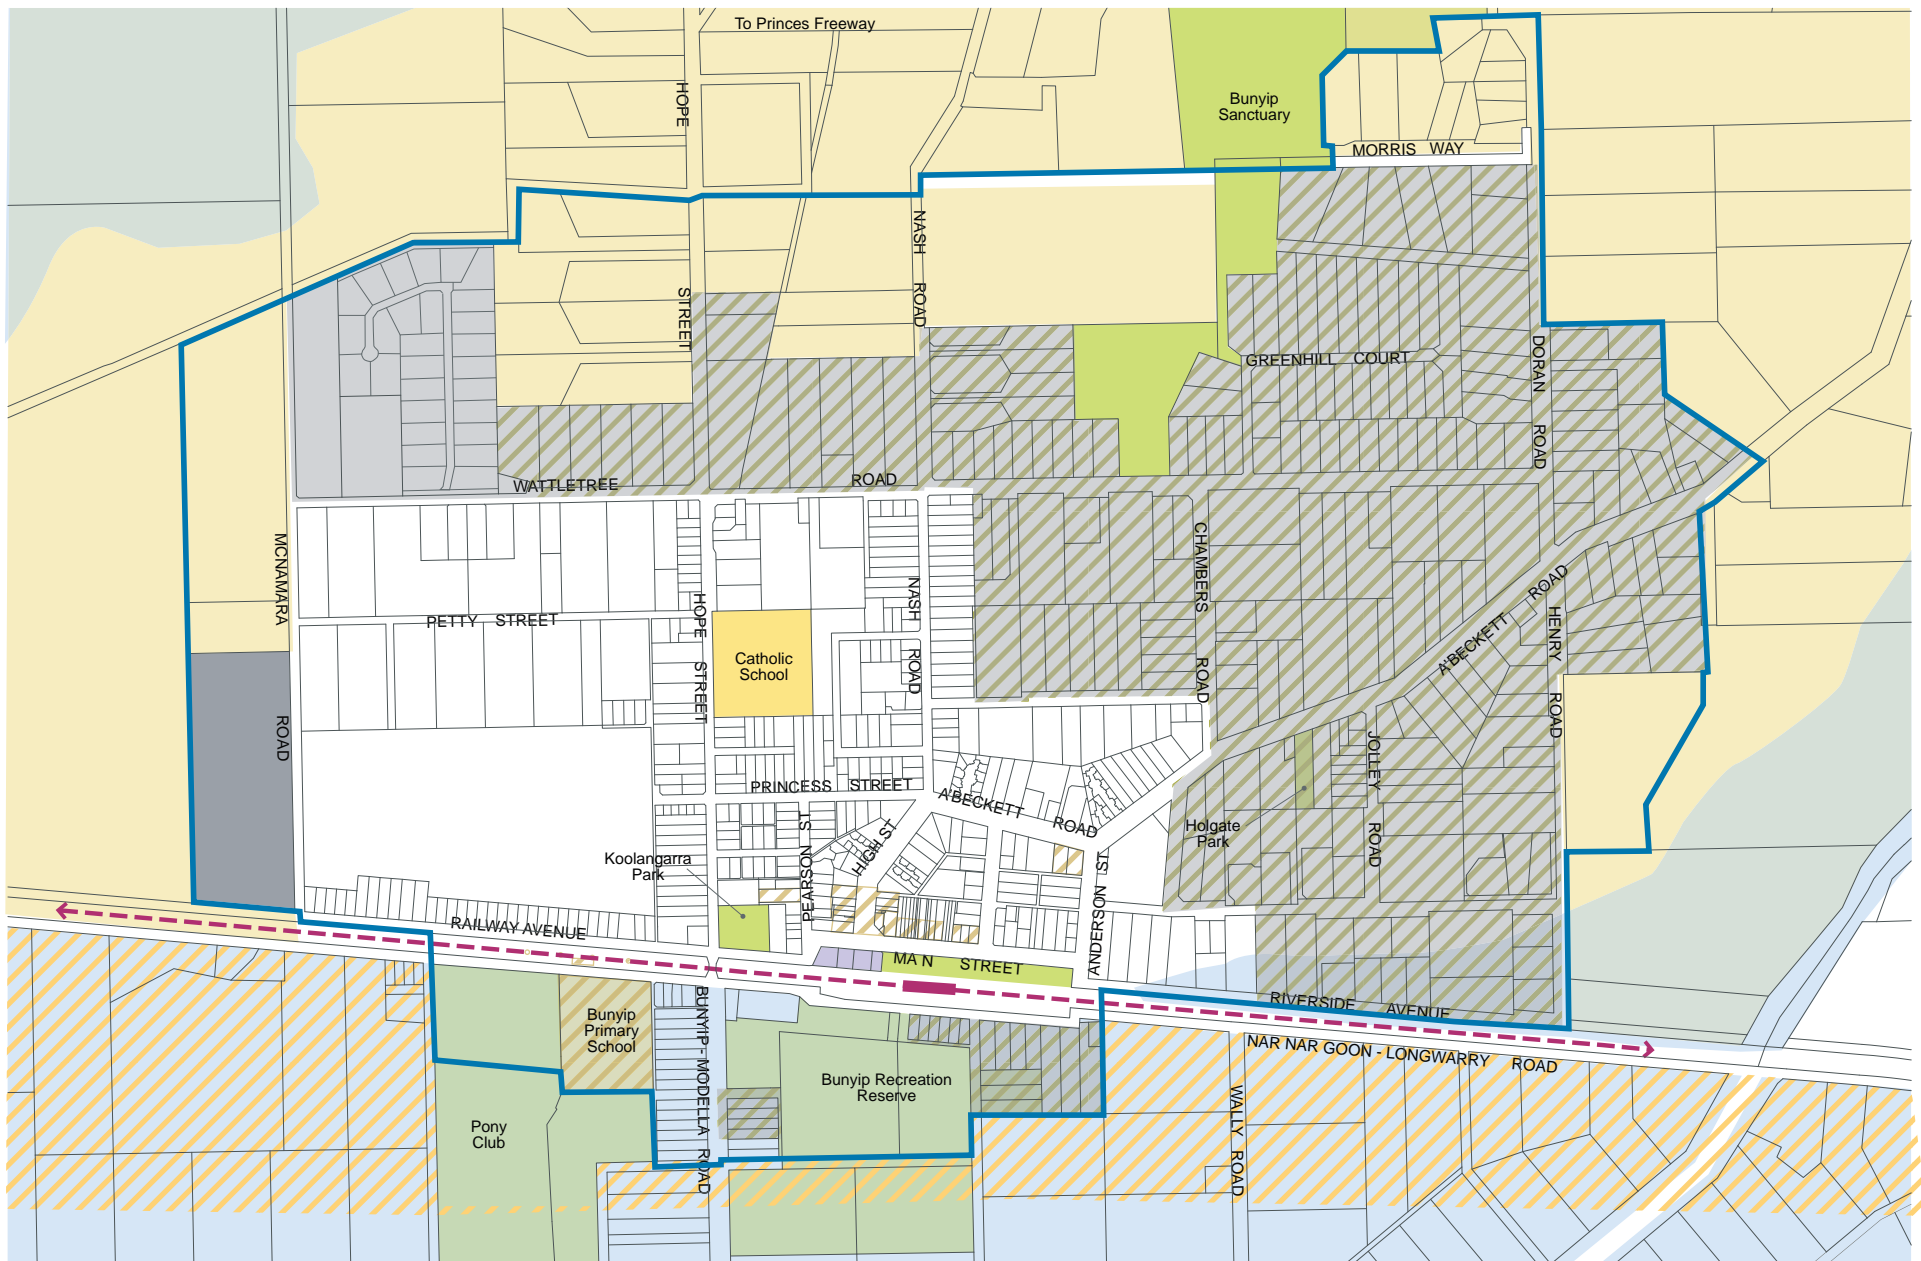 To Princes Freeway
HOPE
STREET
Bunyip
Sanctuary
MORRIS WAY
NASH ROAD
GREENHILL COURT
DORAN ROAD
WATTLETREE ROAD
MCNAMARA ROAD
PETTY STREET
HOPE STREET
Catholic
School
NASH ROAD
CHAMBERS ROAD
A'BECKETT ROAD
HENRY ROAD
JOLLEY ROAD
PRINCESS STREET
A'BECKETT ROAD
Holgate
Park
HIGH ST
PEARSON ST
Koolangarra
Park
ANDERSON ST
RAILWAY AVENUE
MA N STREET
RIVERSIDE AVENUE
NAR NAR GOON - LONGWARRY ROAD
Bunyip
Primary
School
BUNYIP - MODELLA ROAD
Bunyip Recreation
Reserve
Pony
Club
WALLY ROAD